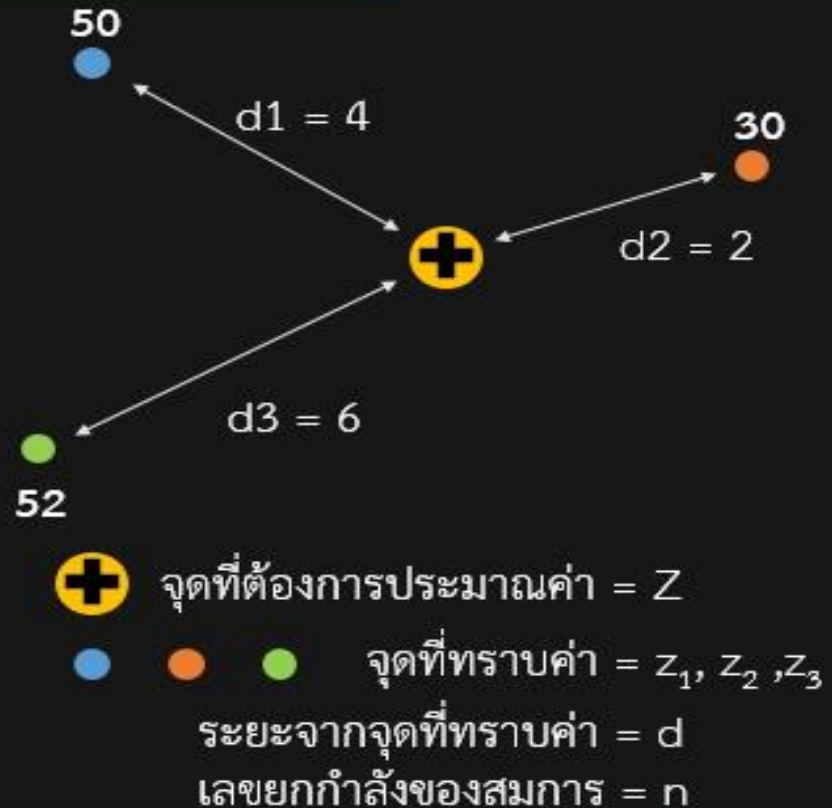 50
d1 = 4
30
d2 = 2
d3 = 6
52
จุดที่ต้องการประมาณค่า = Z
จุดที่ทราบค่า = z₁, z₂ ,z₃
ระยะจากจุดที่ทราบค่า = d
เลขยกกำลังของสมการ = n